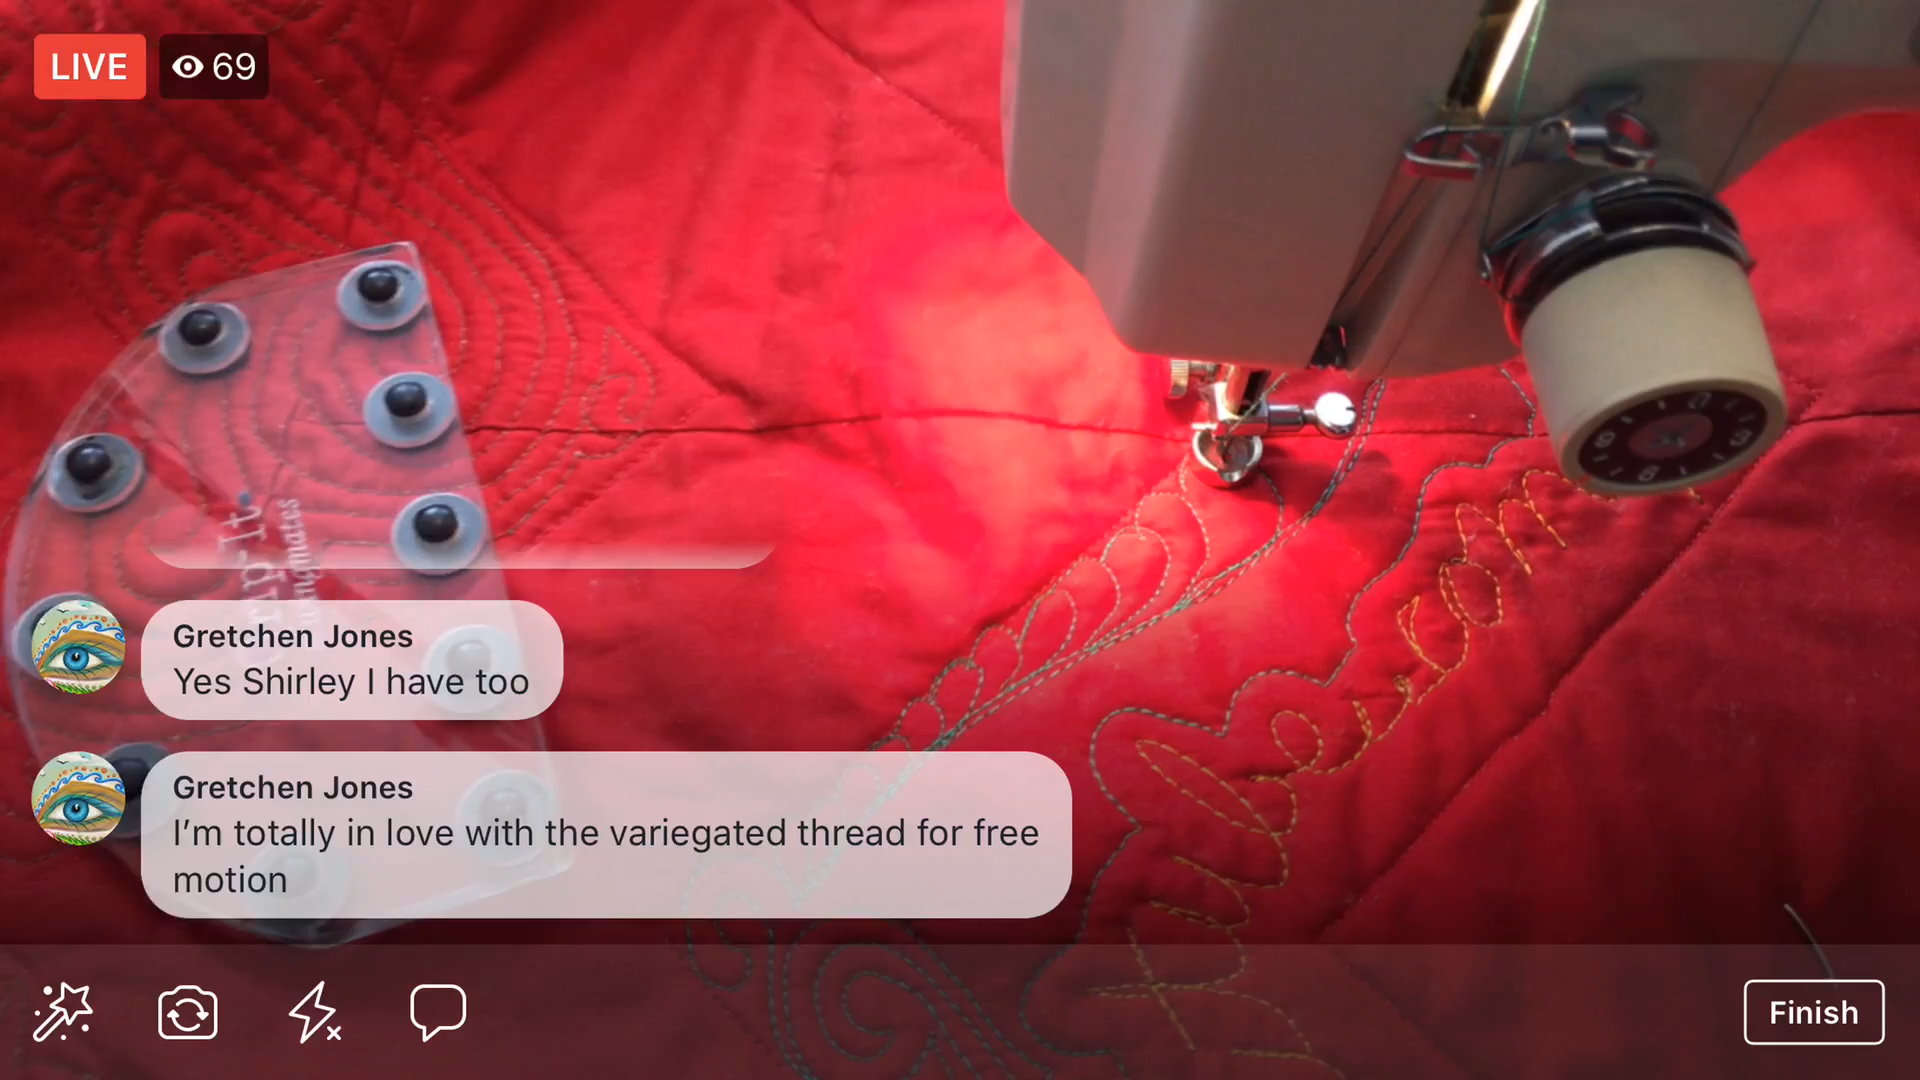 LIVE 69
Gretchen Jones
Yes Shirley I have too
Gretchen Jones
I’m totally in love with the variegated thread for free
motion
Finish